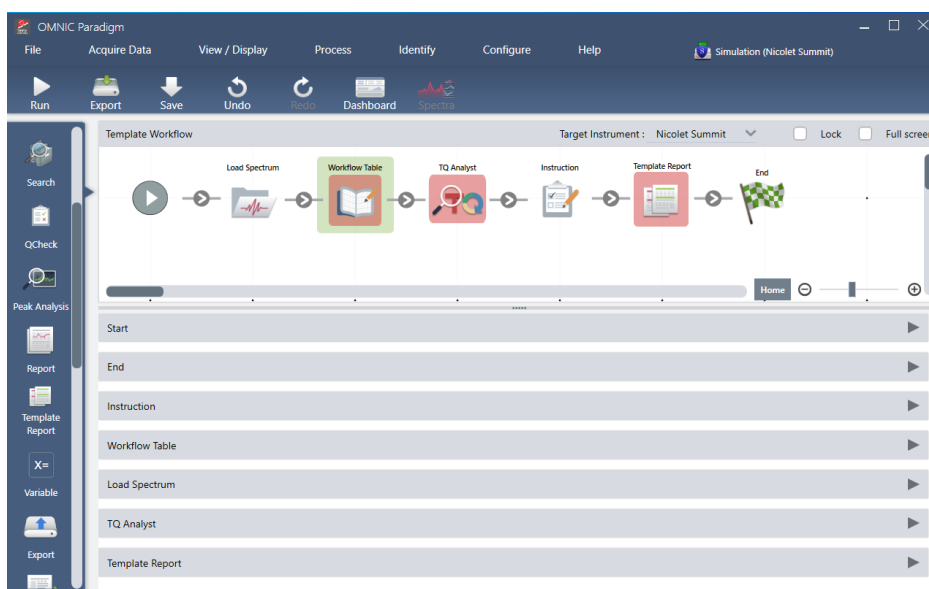 OMNIC Paradigm
File Acquire Data View / Display Process Identify Configure Help Simulation (Nicolet Summit)
Run Export Save Undo Redo Dashboard Spectra
Template Workflow Target Instrument : Nicolet Summit Lock Full screen
Load Spectrum Workflow Table TQ Analyst Instruction Template Report End
Home
Search
QCheck
Peak Analysis
Report
Template
Report
X=
Variable
Export
Start
End
Instruction
Workflow Table
Load Spectrum
TQ Analyst
Template Report